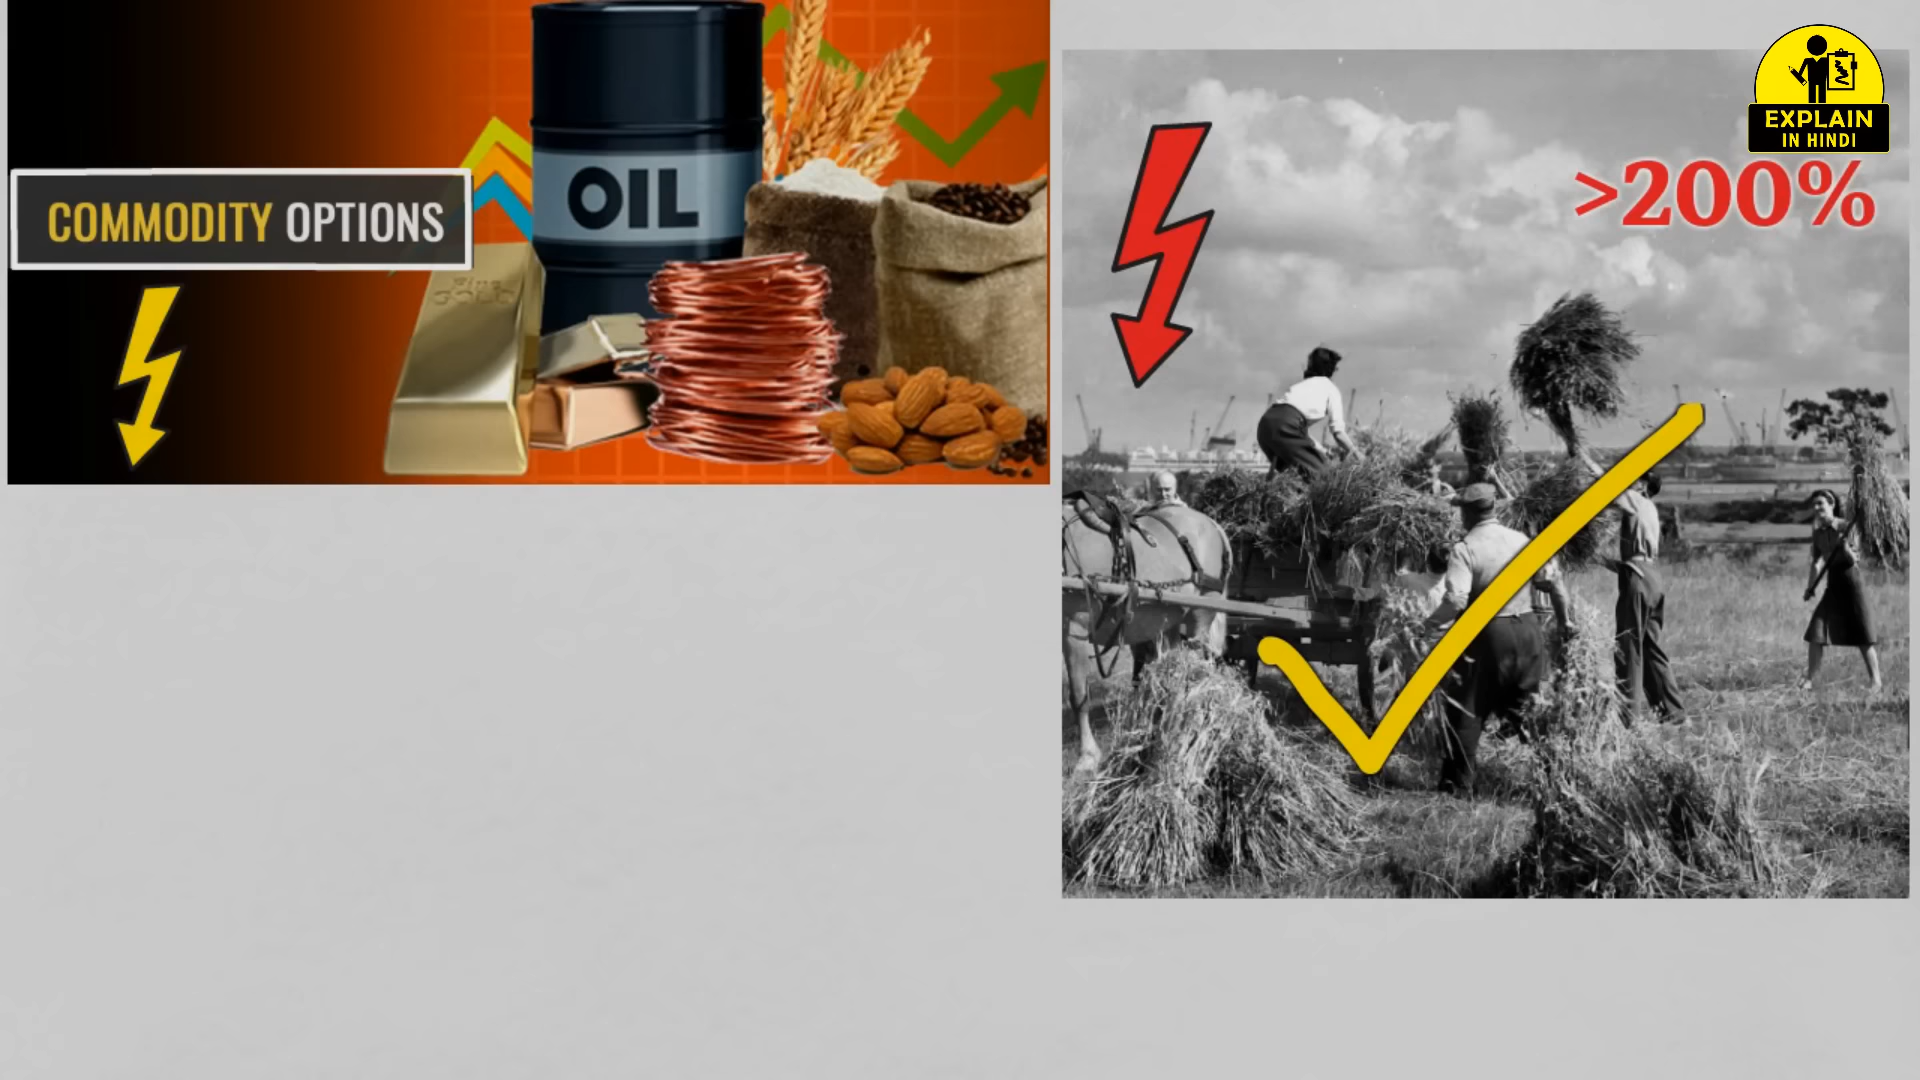 COMMODITY OPTIONS
OIL
EXPLAIN
IN HINDI
>200%